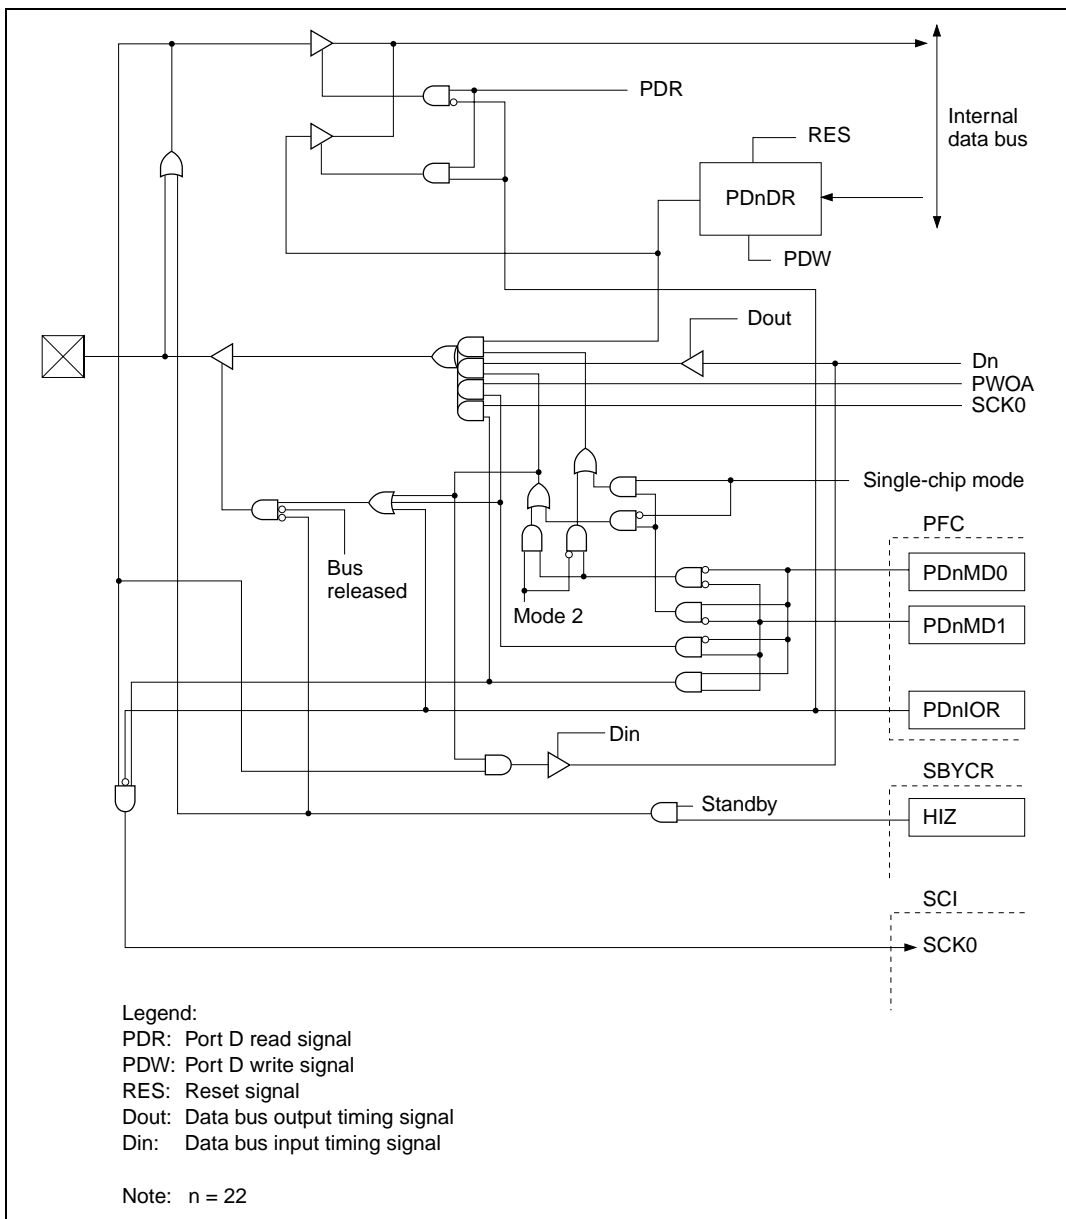 PDR
Internal
data bus
RES
PDnDR
PDW
Dout
Dn
PWOA
SCK0
Single-chip mode
PFC
PDnMD0
Bus
released
Mode 2
PDnMD1
PDnIOR
Din
SBYCR
Standby
HIZ
SCI
SCK0
Legend:
PDR: Port D read signal
PDW: Port D write signal
RES: Reset signal
Dout: Data bus output timing signal
Din: Data bus input timing signal
Note: n = 22